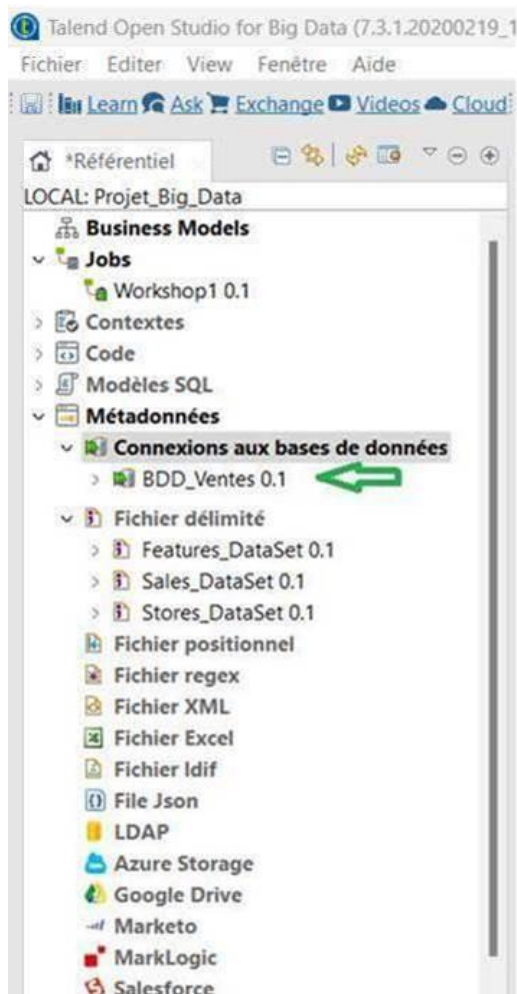 Talend Open Studio for Big Data (7.3.1.20200219_1
Fichier Editer View Fenêtre Aide
Learn Ask Exchange Videos Cloud
*Référentiel
LOCAL: Projet_Big_Data
Business Models
Jobs
Workshop1 0.1
Contextes
Code
Modèles SQL
Métadonnées
Connexions aux bases de données
BDD_Ventes 0.1
Fichier délimité
Features_DataSet 0.1
Sales_DataSet 0.1
Stores_DataSet 0.1
Fichier positionnel
Fichier regex
Fichier XML
Fichier Excel
Fichier ldif
File Json
LDAP
Azure Storage
Google Drive
Marketo
MarkLogic
Salesforce